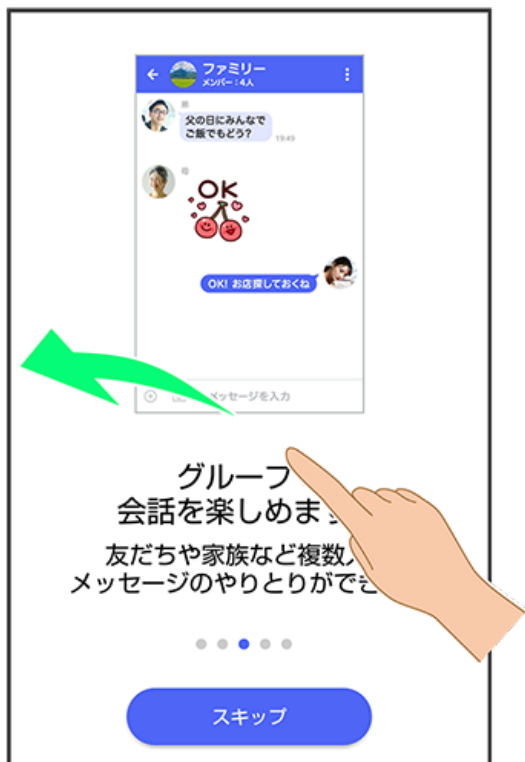 ファミリー
メンバー：4人
父の日にみんなで
ご飯でもどう?
19:49
母
OK
OK! お店探しておくね
メッセージを入力
グループ
会話を楽しめま
友だちや家族など複数
メッセージのやりとりができ
スキップ